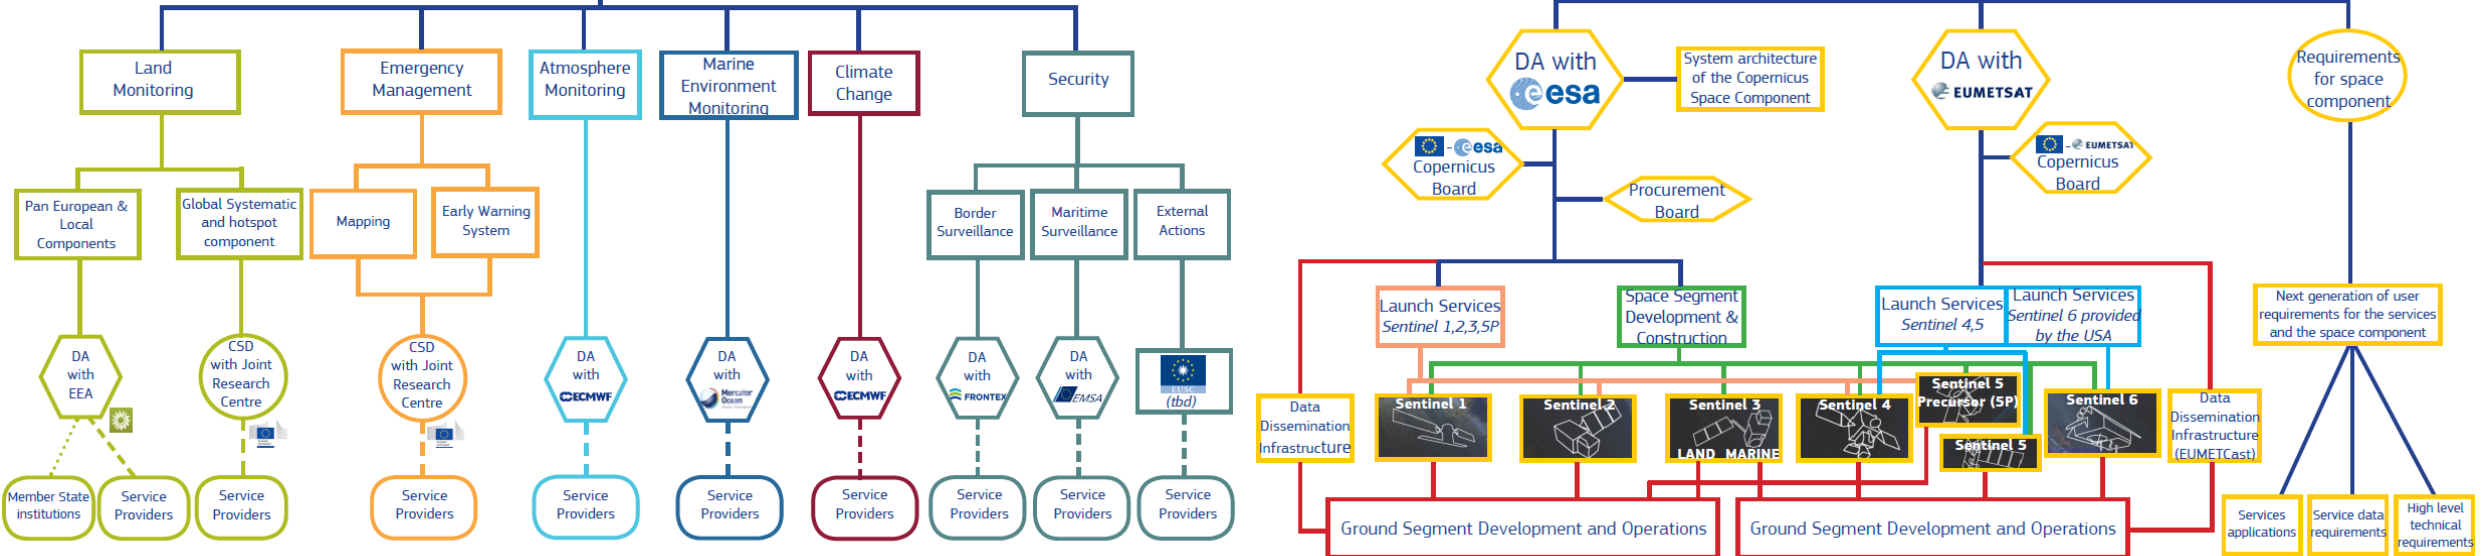 Land
Monitoring
Emergency
Management
Atmosphere
Monitoring
Marine
Environment
Monitoring
Climate
Change
Security
Pan European &
Local
Components
Global Systematic
and hotspot
component
Mapping
Early Warning
System
Border
Surveillance
Maritime
Surveillance
External
Actions
DA
with
EEA
CSD
with Joint
Research
Centre
CSD
with Joint
Research
Centre
DA
with
ECMWF
DA
with
Mercator
Ocean
DA
with
ECMWF
DA
with
FRONTEX
DA
with
EMSA
EUSC
(tbd)
Member State
institutions
Service
Providers
Service
Providers
Service
Providers
Service
Providers
Service
Providers
Service
Providers
Service
Providers
Service
Providers
Service
Providers
DA with
esa
System architecture
of the Copernicus
Space Component
DA with
EUMETSAT
Requirements
for space
component
- esa
Copernicus
Board
Procurement
Board
- EUMETSAT
Copernicus
Board
Launch Services
Sentinel 1,2,3,5P
Space Segment
Development &
Construction
Launch Services
Sentinel 4,5
Launch Services
Sentinel 6 provided
by the USA
Next generation of user
requirements for the services
and the space component
Data
Dissemination
Infrastructure
Sentinel 1
Sentinel 2
Sentinel 3
LAND MARINE
Sentinel 4
Sentinel 5
Precursor (5P)
Sentinel 5
Sentinel 6
Data
Dissemination
Infrastructure
(EUMETCast)
Ground Segment Development and Operations
Ground Segment Development and Operations
Services
applications
Service data
requirements
High level
technical
requirements